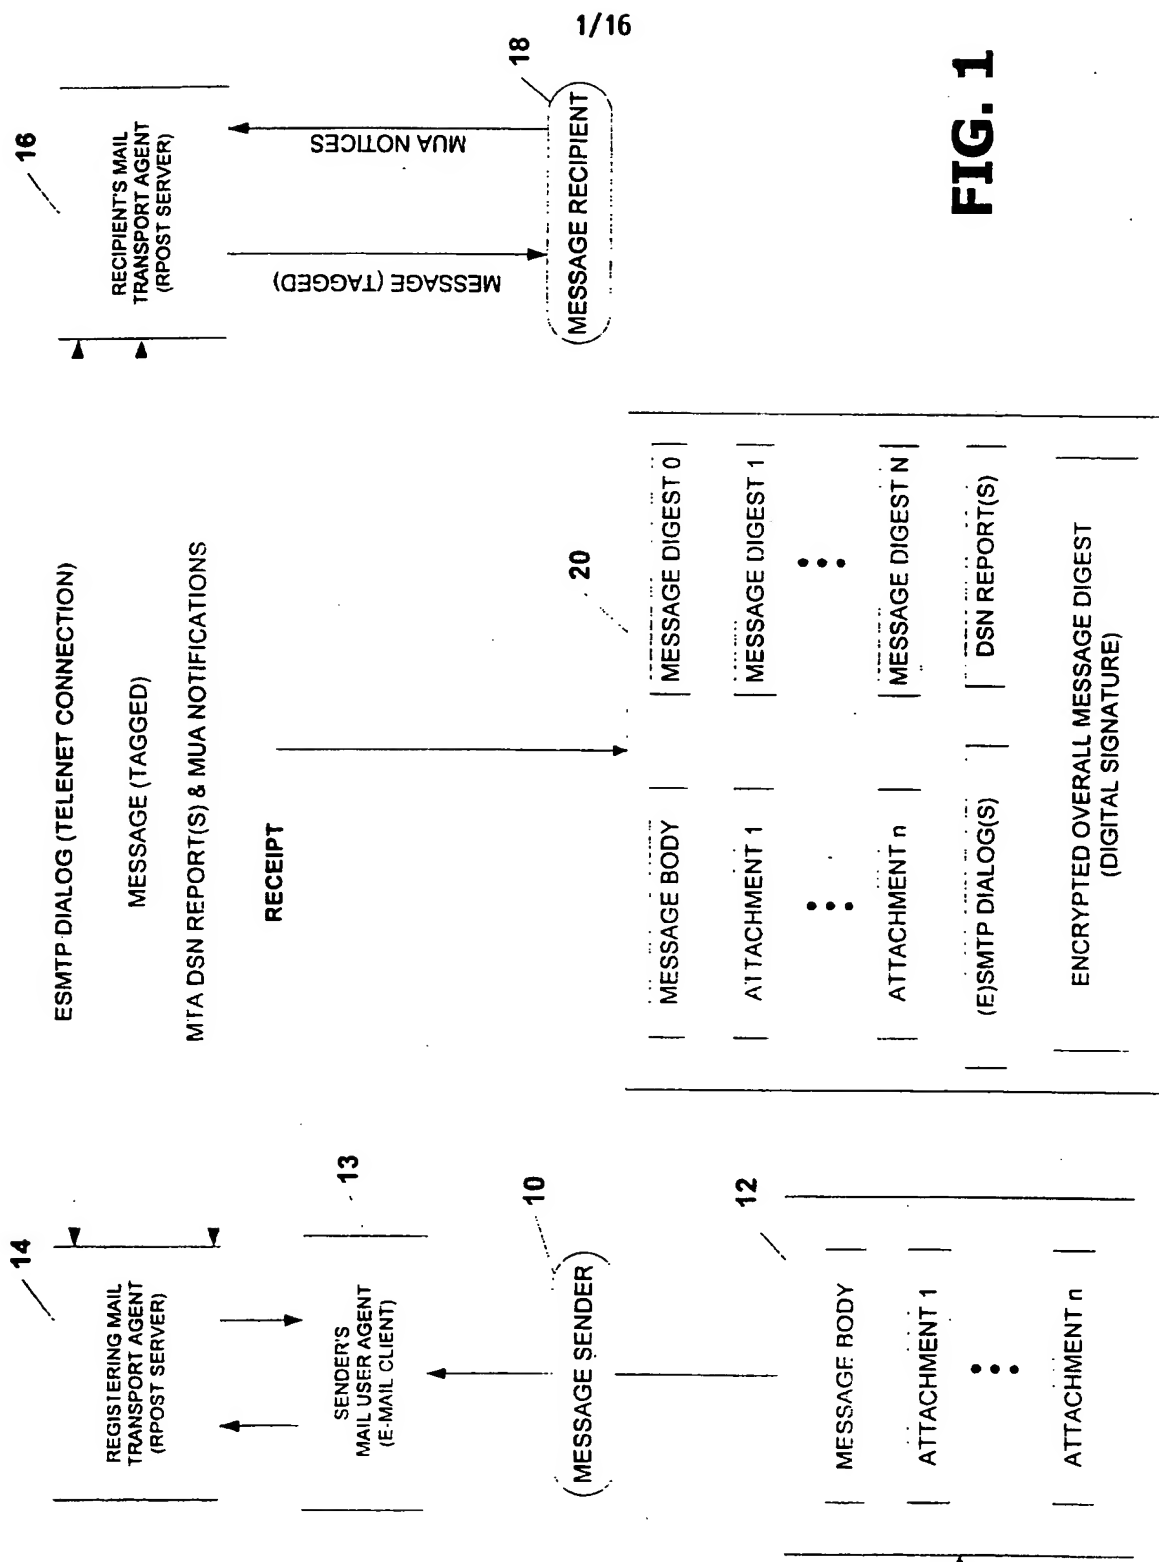 1/16
14
REGISTERING MAIL
TRANSPORT AGENT
(RPOST SERVER)
13
SENDER'S
MAIL USER AGENT
(E-MAIL CLIENT)
10
MESSAGE SENDER
12
MESSAGE BODY
ATTACHMENT 1
•••
ATTACHMENT n
ESMTP DIALOG (TELENET CONNECTION)
MESSAGE (TAGGED)
MTA DSN REPORT(S) & MUA NOTIFICATIONS
RECEIPT
20
MESSAGE BODY
MESSAGE DIGEST 0
ATTACHMENT 1
MESSAGE DIGEST 1
•••
•••
ATTACHMENT n
MESSAGE DIGEST N
(E)SMTP DIALOG(S)
DSN REPORT(S)
ENCRYPTED OVERALL MESSAGE DIGEST
(DIGITAL SIGNATURE)
16
RECIPIENT'S MAIL
TRANSPORT AGENT
(RPOST SERVER)
MESSAGE (TAGGED)
MUA NOTICES
18
MESSAGE RECIPIENT
FIG. 1